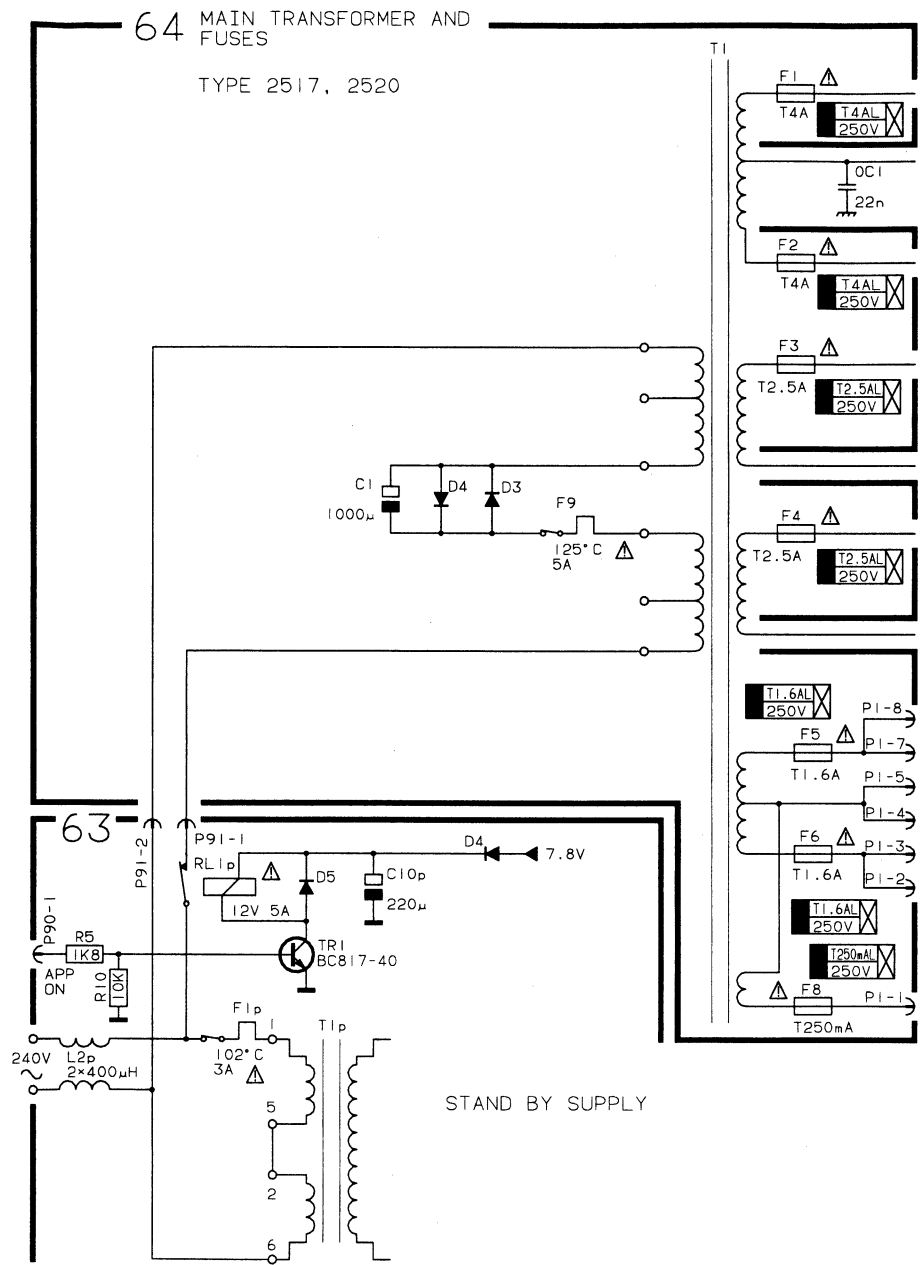 64 MAIN TRANSFORMER AND
FUSES
TYPE 2517, 2520
T1
F1
T4A
T4AL
250V
0C1
22n
F2
T4A
T4AL
250V
F3
T2.5A
T2.5AL
250V
C1
1000µ
D4
D3
F9
125°C
5A
F4
T2.5A
T2.5AL
250V
T1.6AL
250V
P1-8
F5
P1-7
T1.6A
P1-5
P1-4
F6
P1-3
T1.6A
P1-2
T1.6AL
250V
T250mAL
250V
F8
P1-1
T250mA
63
P91-2
P91-1
RL1p
12V 5A
D5
C10p
220µ
D4
7.8V
P90-1
R5
1K8
APP
ON
R10
10K
TR1
BC817-40
F1p
1
T1p
240V
L2p
2×400µH
102°C
3A
5
2
6
STAND BY SUPPLY